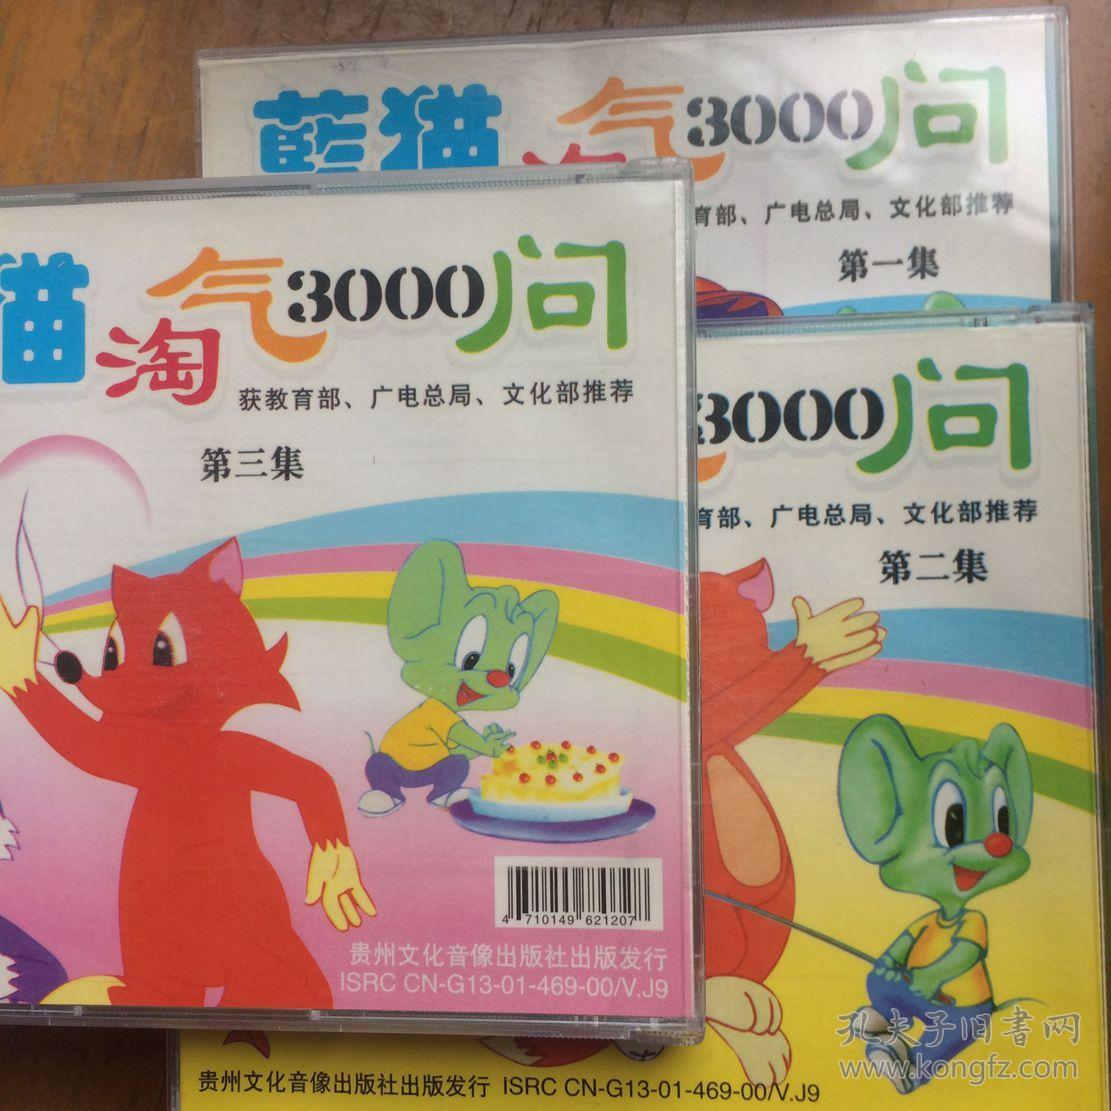 藍猫 淘气3000问
育部、广电总局、文化部推荐
第一集
猫 淘气3000问
获教育部、广电总局、文化部推荐
第三集
4 710149 621207
贵州文化音像出版社出版发行
ISRC CN-G13-01-469-00/V.J9
3000问
育部、广电总局、文化部推荐
第二集
贵州文化音像出版社出版发行 ISRC CN-G13-01-469-00/V.J9
孔夫子旧书网
www.kongfz.com